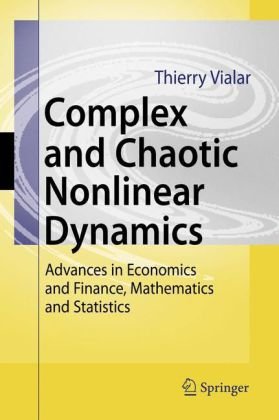 Thierry Vialar
Complex
and Chaotic
Nonlinear
Dynamics
Advances in Economics
and Finance, Mathematics
and Statistics
Springer